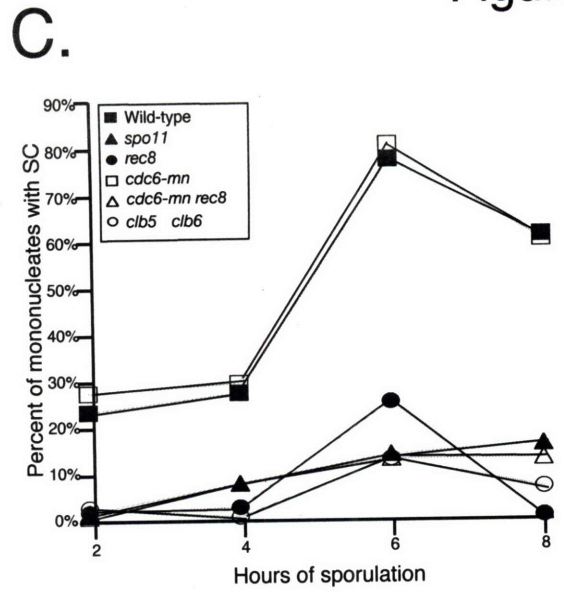 C.
90%
80%
70%
60%
50%
40%
30%
20%
10%
0%
Percent of mononucleates with SC
Wild-type
spo11
rec8
cdc6-mn
cdc6-mn rec8
clb5 clb6
2
4
6
8
Hours of sporulation